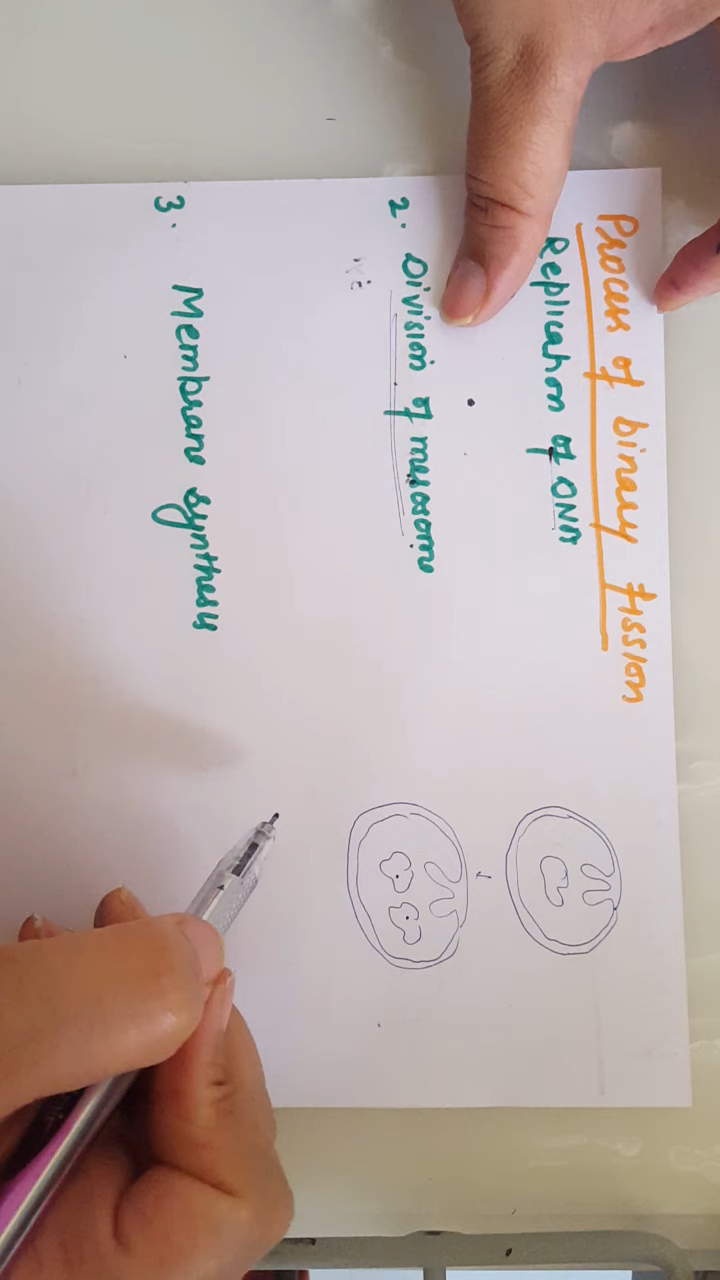 Process of binary fission
Replication of DNA
2. Division of mesosome
3. Membrane synthesis